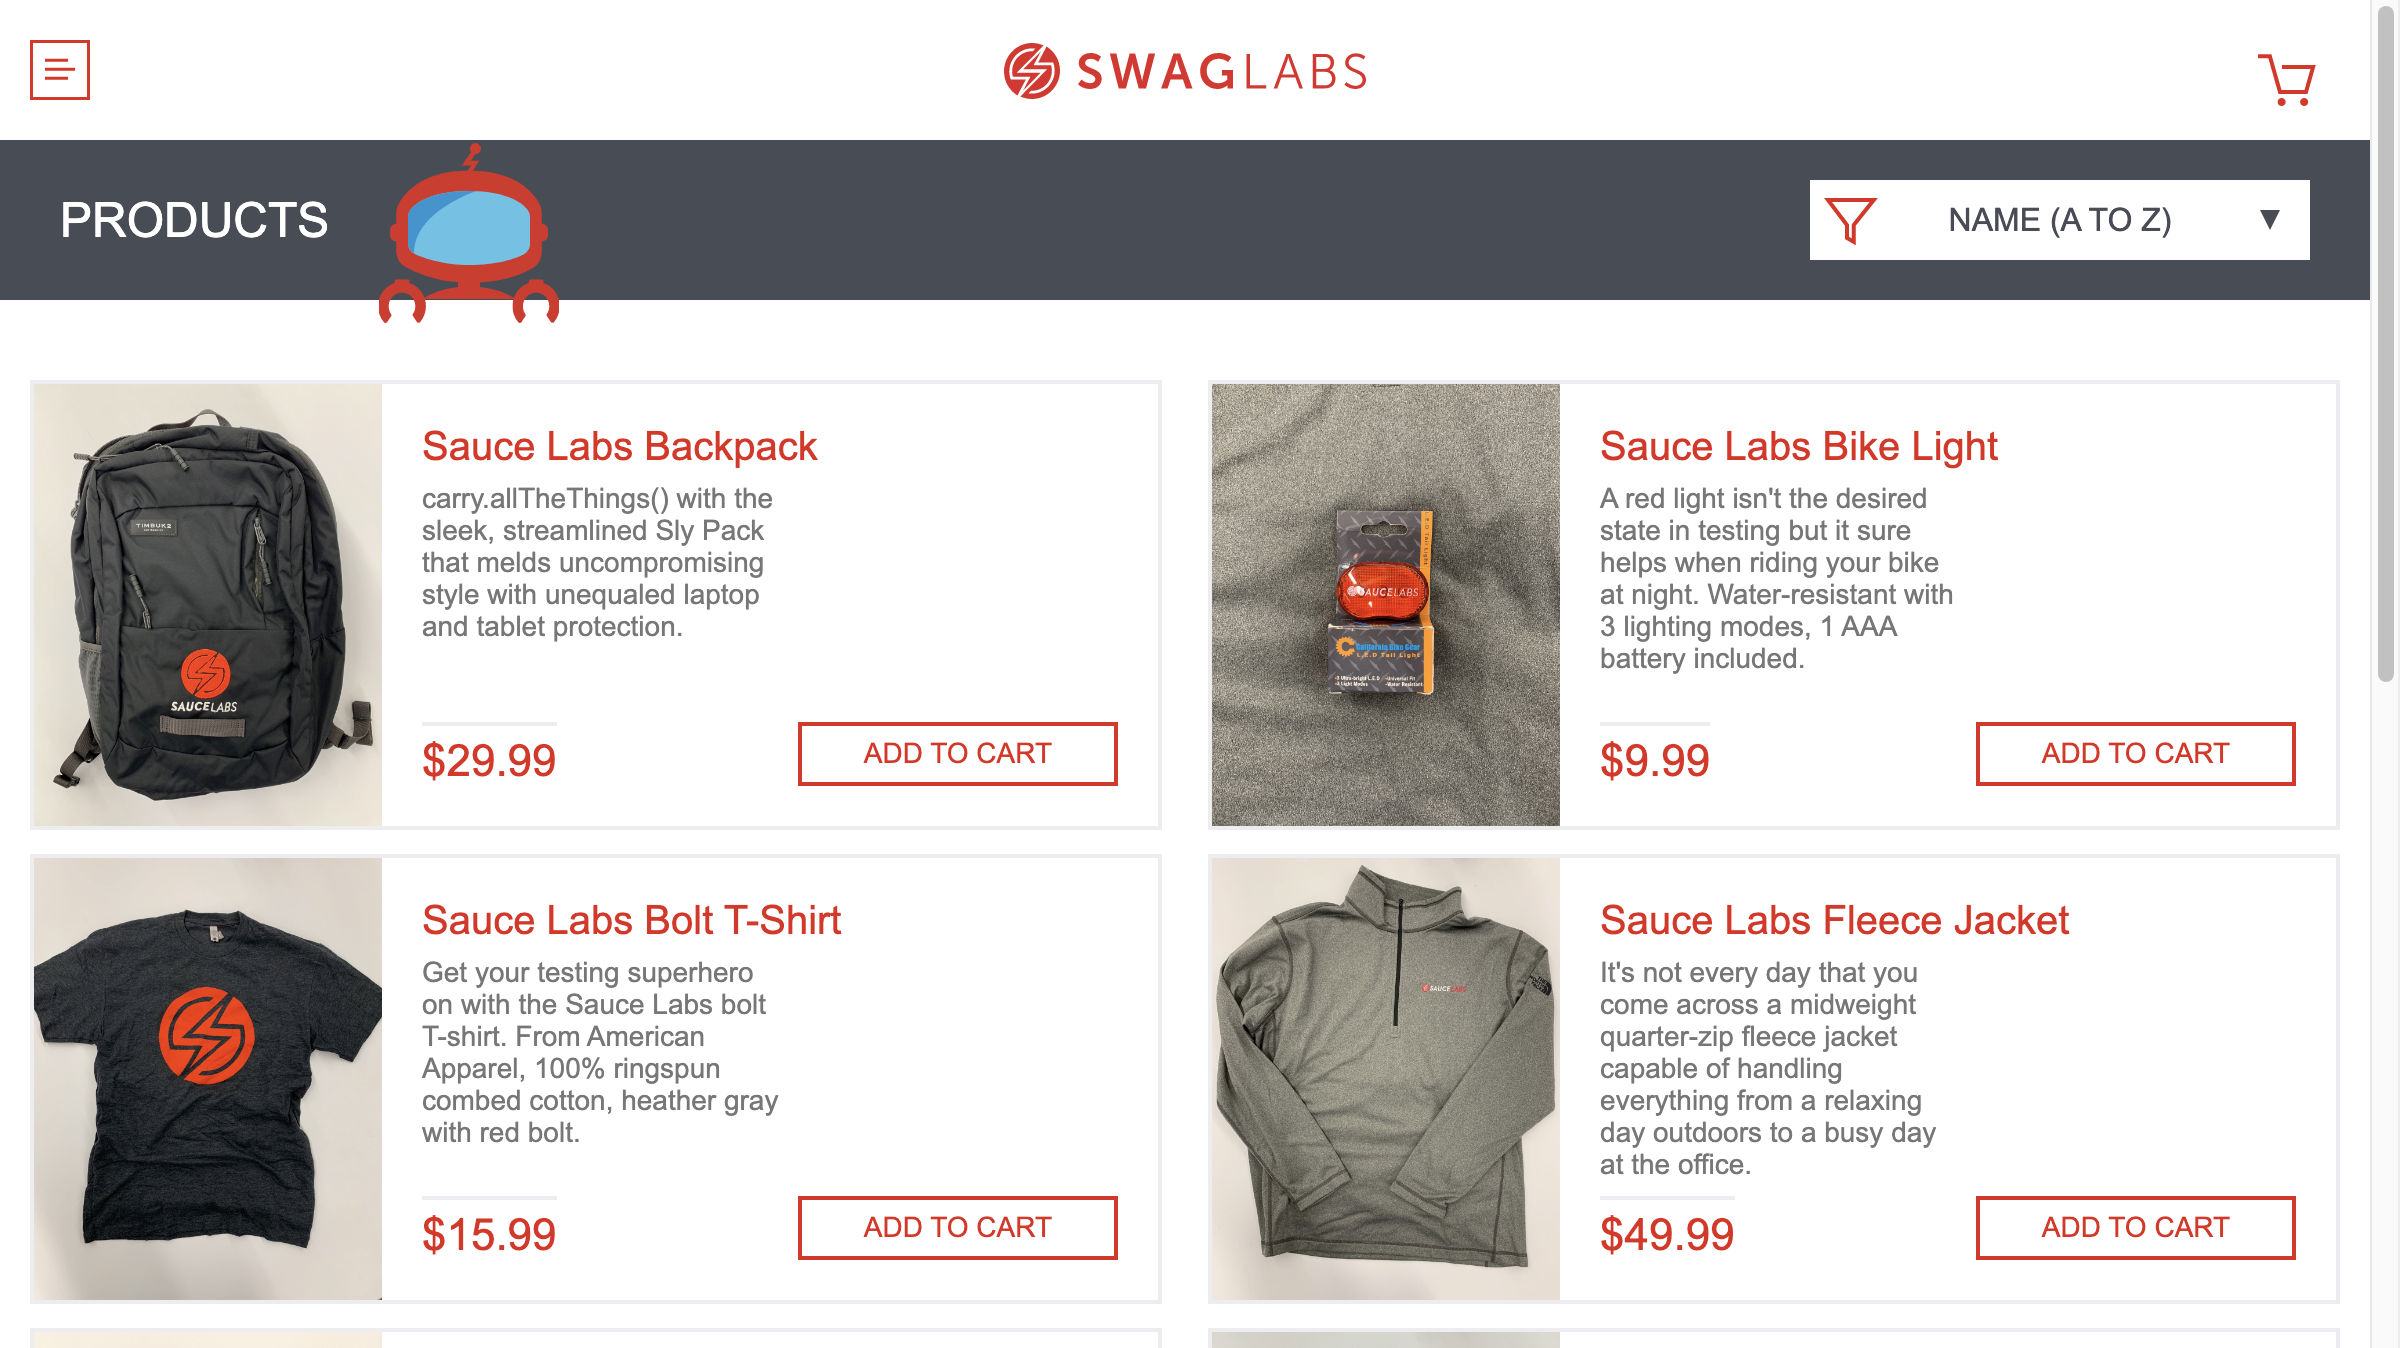 SWAGLABS
PRODUCTS
NAME (A TO Z)
Sauce Labs Backpack
carry.allTheThings() with the
sleek, streamlined Sly Pack
that melds uncompromising
style with unequaled laptop
and tablet protection.
$29.99
ADD TO CART
TIMBUK2
SAUCELABS
Sauce Labs Bike Light
A red light isn't the desired
state in testing but it sure
helps when riding your bike
at night. Water-resistant with
3 lighting modes, 1 AAA
battery included.
$9.99
ADD TO CART
SAUCELABS
California Bike Gear
L.E.D Tail Light
Sauce Labs Bolt T-Shirt
Get your testing superhero
on with the Sauce Labs bolt
T-shirt. From American
Apparel, 100% ringspun
combed cotton, heather gray
with red bolt.
$15.99
ADD TO CART
Sauce Labs Fleece Jacket
It's not every day that you
come across a midweight
quarter-zip fleece jacket
capable of handling
everything from a relaxing
day outdoors to a busy day
at the office.
$49.99
ADD TO CART
SAUCELABS